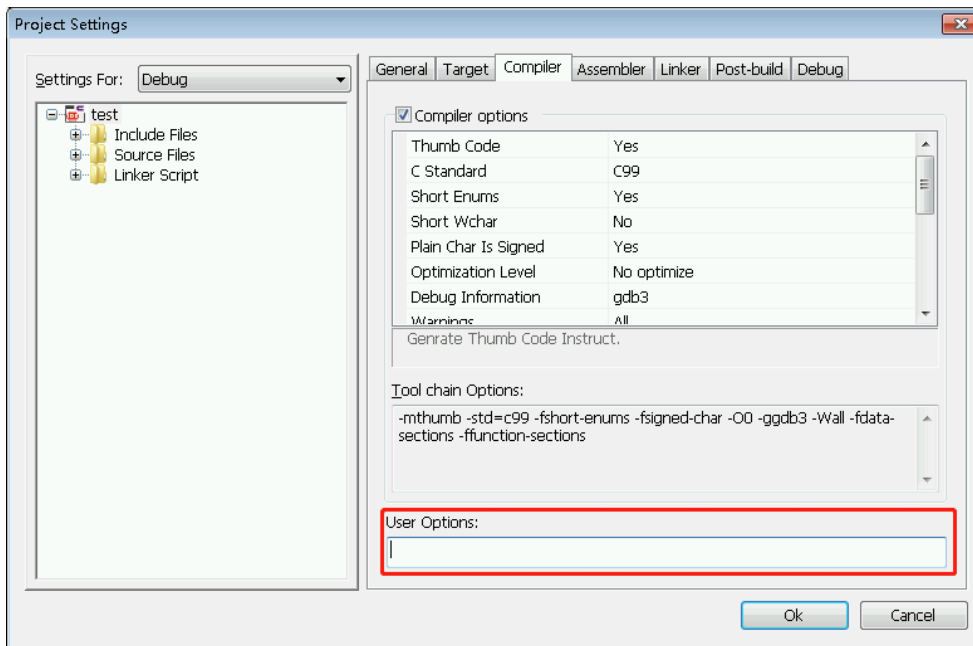 Project Settings
Settings For: Debug
test
Include Files
Source Files
Linker Script
General Target Compiler Assembler Linker Post-build Debug
Compiler options
Thumb Code Yes
C Standard C99
Short Enums Yes
Short Wchar No
Plain Char Is Signed Yes
Optimization Level No optimize
Debug Information gdb3
Warnings All
Genrate Thumb Code Instruct.
Tool chain Options:
-mthumb -std=c99 -fshort-enums -fsigned-char -O0 -ggdb3 -Wall -fdata-
sections -ffunction-sections
User Options:
Ok Cancel